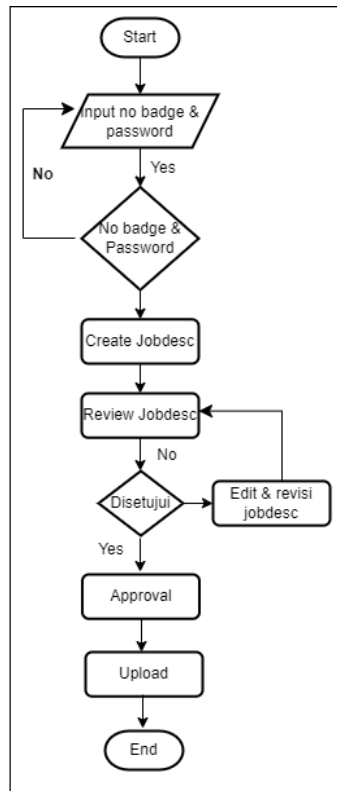 Start
Input no badge &
password
Yes
No
No badge &
Password
Create Jobdesc
Review Jobdesc
No
Disetujui
Edit & revisi
jobdesc
Yes
Approval
Upload
End